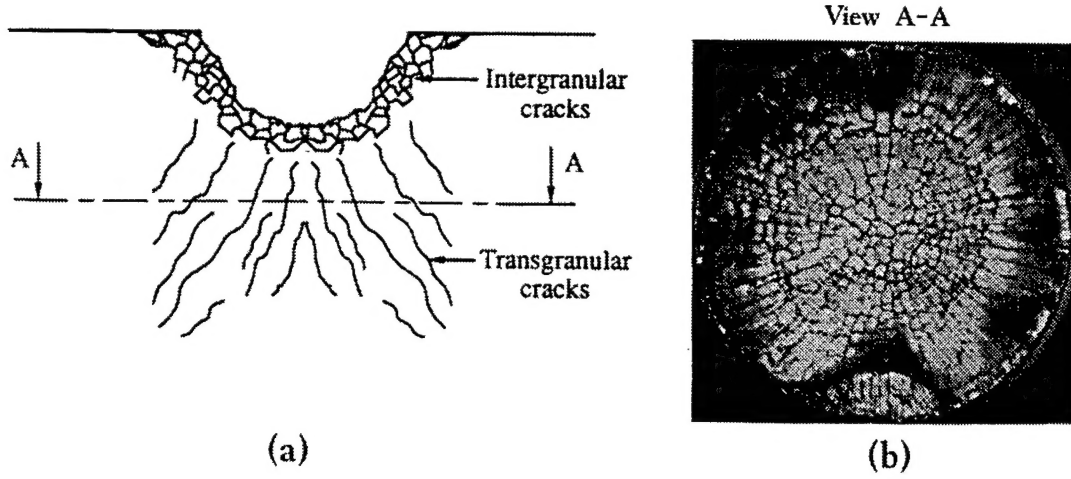 View A-A
Intergranular
cracks
A
A
Transgranular
cracks
(a)
(b)